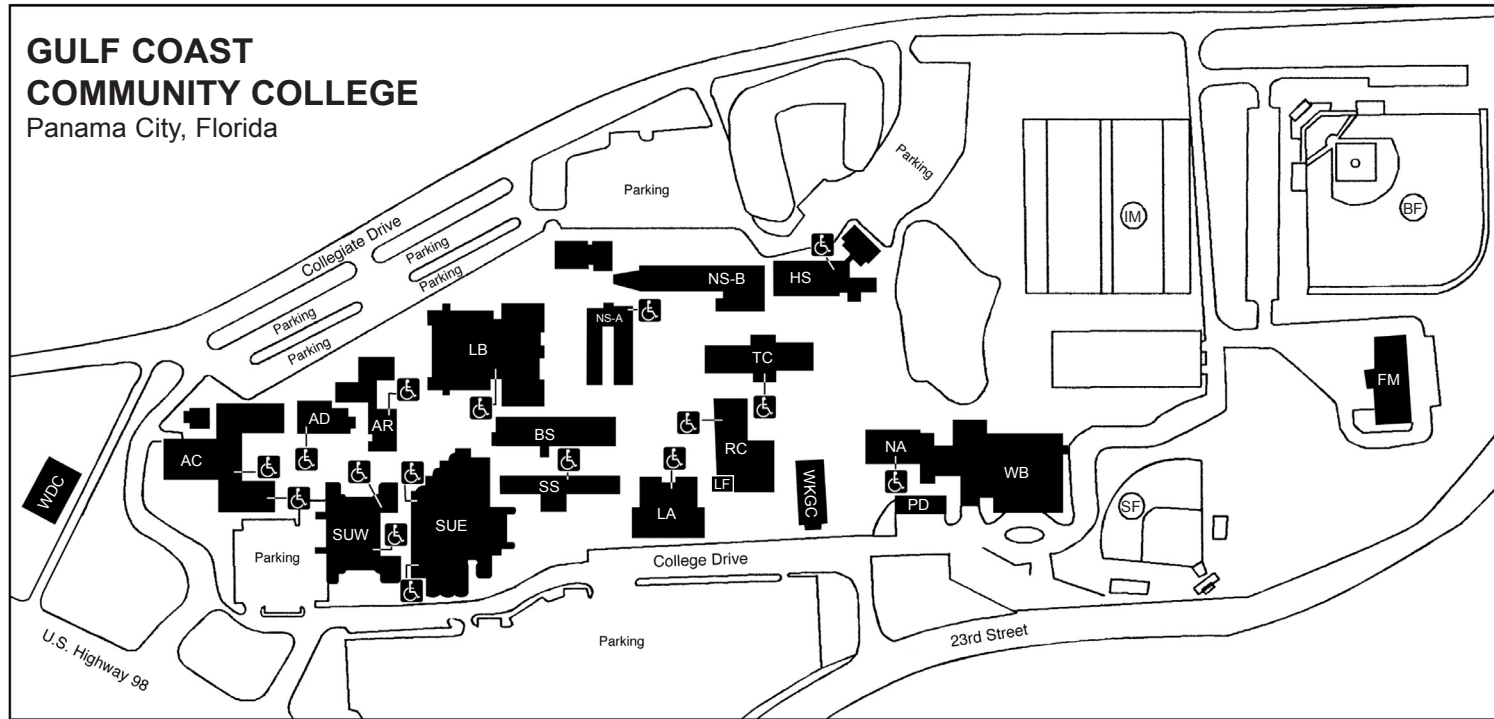 GULF COAST
COMMUNITY COLLEGE
Panama City, Florida
Parking
Parking
Collegiate Drive
Parking
Parking
Parking
Parking
IM
BF
NS-B
HS
NS-A
LB
TC
FM
AD
AR
BS
AC
RC
NA
WB
WDC
SS
LF
WKGC
LA
PD
SF
SUW
SUE
Parking
College Drive
U.S. Highway 98
Parking
23rd Street